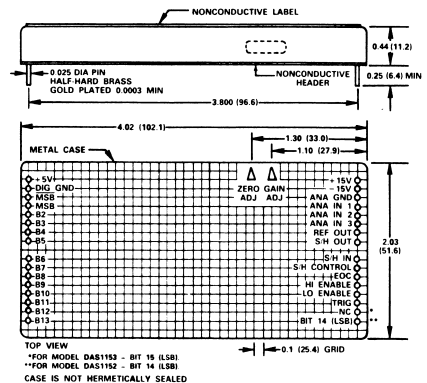 NONCONDUCTIVE LABEL
0.44 (11.2)
0.025 DIA PIN
HALF-HARD BRASS
GOLD PLATED 0.0003 MIN
NONCONDUCTIVE
HEADER
0.25 (6.4) MIN
3.800 (96.6)
4.02 (102.1)
1.30 (33.0)
METAL CASE
1.10 (27.9)
+5V
DIG GND
MSB
MSB
B2
B3
B4
B5
B6
B7
B8
B9
B10
B11
B12
B13
ZERO ADJ
GAIN ADJ
+15V
-15V
ANA GND
ANA IN 1
ANA IN 2
ANA IN 3
REF OUT
S/H OUT
S/H IN
S/H CONTROL
EOC
HI ENABLE
LO ENABLE
TRIG
NC *
BIT 14 (LSB) **
2.03
(51.6)
TOP VIEW
0.1 (25.4) GRID
*FOR MODEL DAS1153 – BIT 15 (LSB).
**FOR MODEL DAS1152 – BIT 14 (LSB).
CASE IS NOT HERMETICALLY SEALED